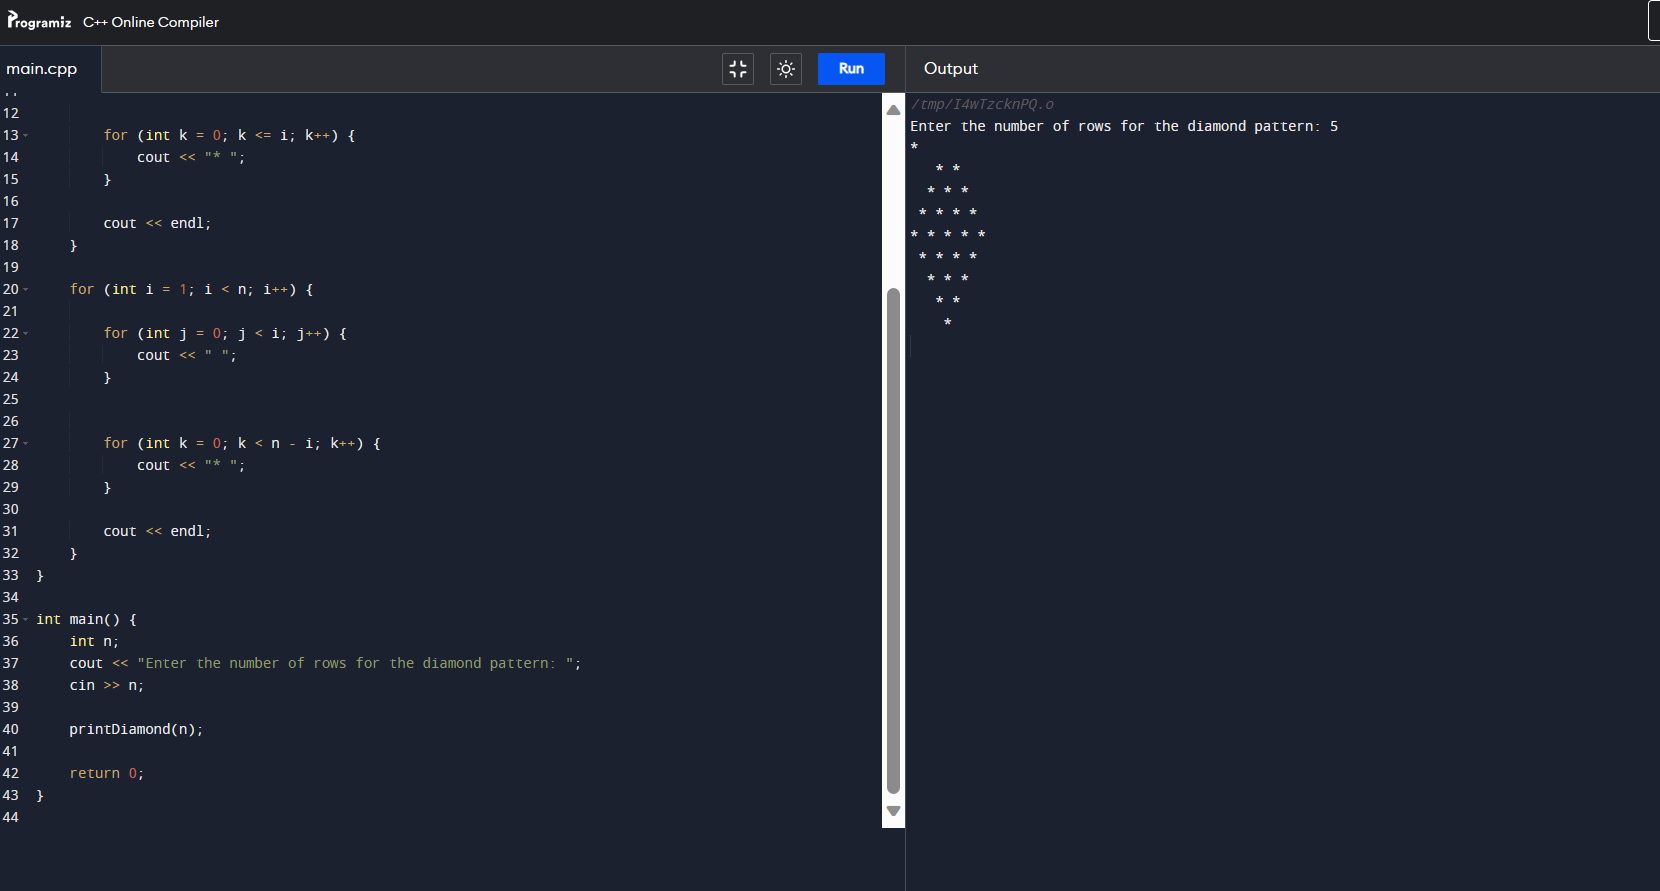 Programiz C++ Online Compiler
main.cpp
Run
12
13 for (int k = 0; k <= i; k++) {
14 cout << "* ";
15 }
16
17 cout << endl;
18 }
19
20 for (int i = 1; i < n; i++) {
21
22 for (int j = 0; j < i; j++) {
23 cout << " ";
24 }
25
26
27 for (int k = 0; k < n - i; k++) {
28 cout << "* ";
29 }
30
31 cout << endl;
32 }
33 }
34
35 int main() {
36 int n;
37 cout << "Enter the number of rows for the diamond pattern: ";
38 cin >> n;
39
40 printDiamond(n);
41
42 return 0;
43 }
44
Output
/tmp/I4wTzcknPQ.o
Enter the number of rows for the diamond pattern: 5
*
* *
* * *
* * * *
* * * * *
* * * *
* * *
* *
*